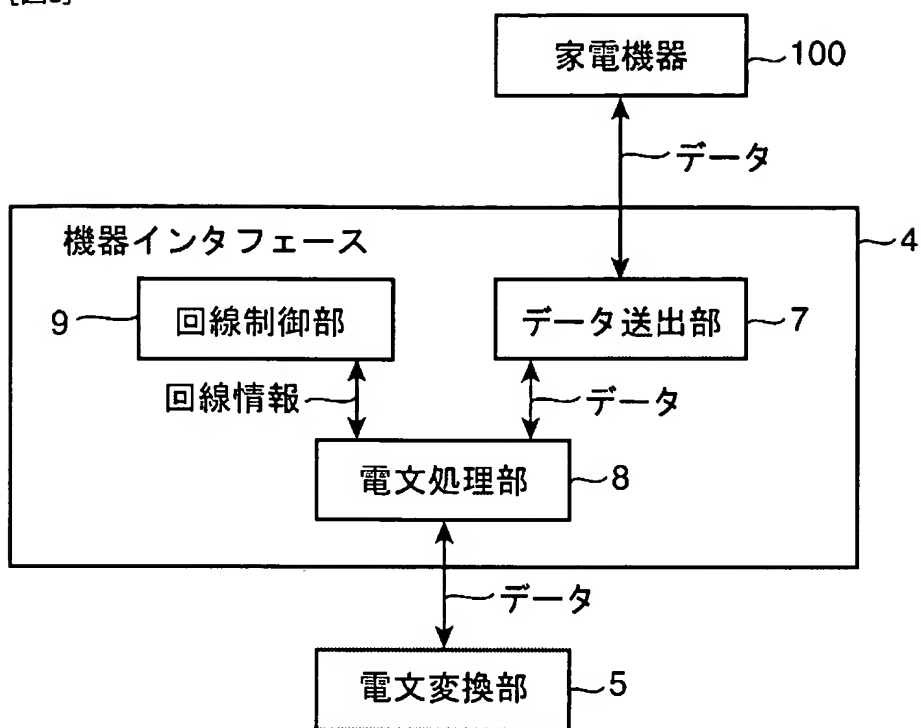 家電機器
100
データ
機器インタフェース
4
9
回線制御部
データ送出部
7
回線情報
データ
電文処理部
8
データ
電文変換部
5